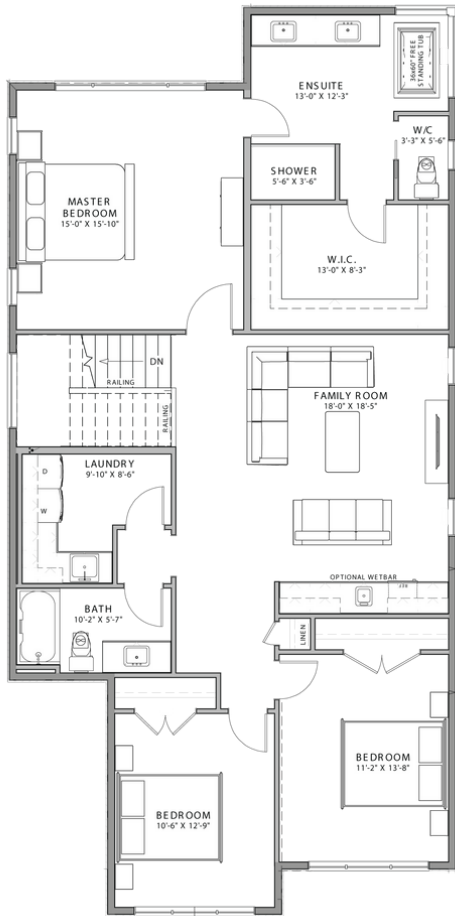 ENSUITE
13'-0" X 12'-3"
36x60" FREE
STANDING TUB
W/C
3'-3" X 5'-6"
SHOWER
5'-6" X 3'-6"
MASTER
BEDROOM
15'-0" X 15'-10"
W.I.C.
13'-0" X 8'-3"
DN
RAILING
RAILING
FAMILY ROOM
18'-0" X 18'-5"
LAUNDRY
9'-10" X 8'-6"
D
W
OPTIONAL WETBAR
BATH
10'-2" X 5'-7"
LINEN
BEDROOM
11'-2" X 13'-8"
BEDROOM
10'-6" X 12'-9"